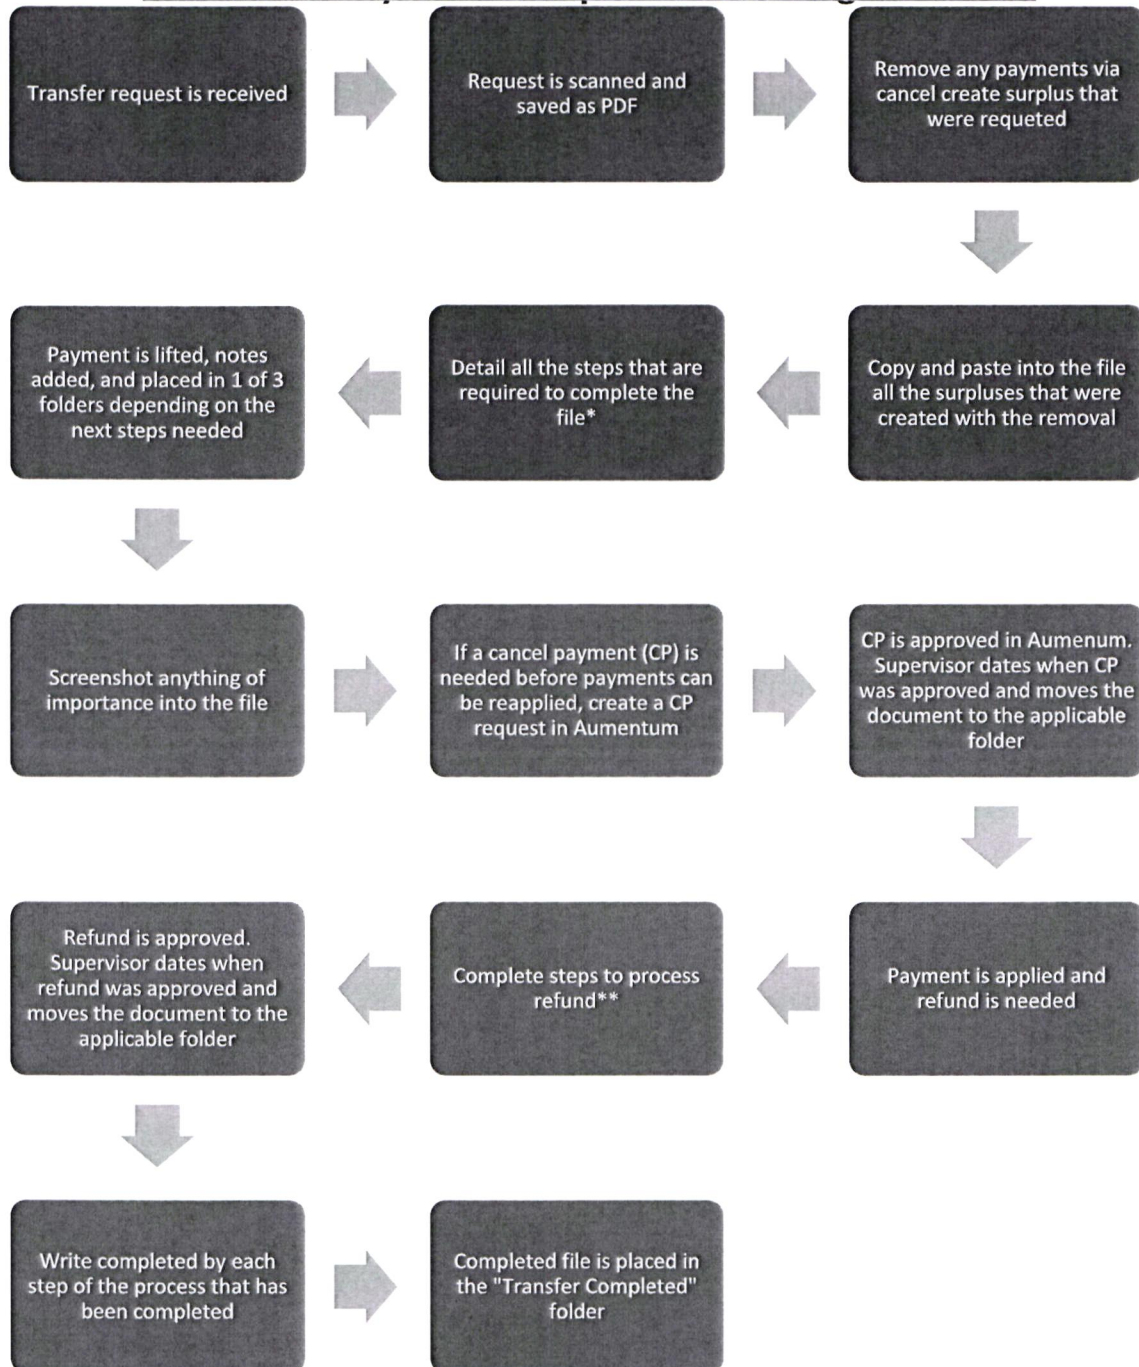 Transfer request is received
Request is scanned and
saved as PDF
Remove any payments via
cancel create surplus that
were requeted
Copy and paste into the file
all the surpluses that were
created with the removal
Detail all the steps that are
required to complete the
file*
Payment is lifted, notes
added, and placed in 1 of 3
folders depending on the
next steps needed
Screenshot anything of
importance into the file
If a cancel payment (CP) is
needed before payments can
be reapplied, create a CP
request in Aumentum
CP is approved in Aumenum.
Supervisor dates when CP
was approved and moves the
document to the applicable
folder
Payment is applied and
refund is needed
Complete steps to process
refund**
Refund is approved.
Supervisor dates when
refund was approved and
moves the document to the
applicable folder
Write completed by each
step of the process that has
been completed
Completed file is placed in
the "Transfer Completed"
folder